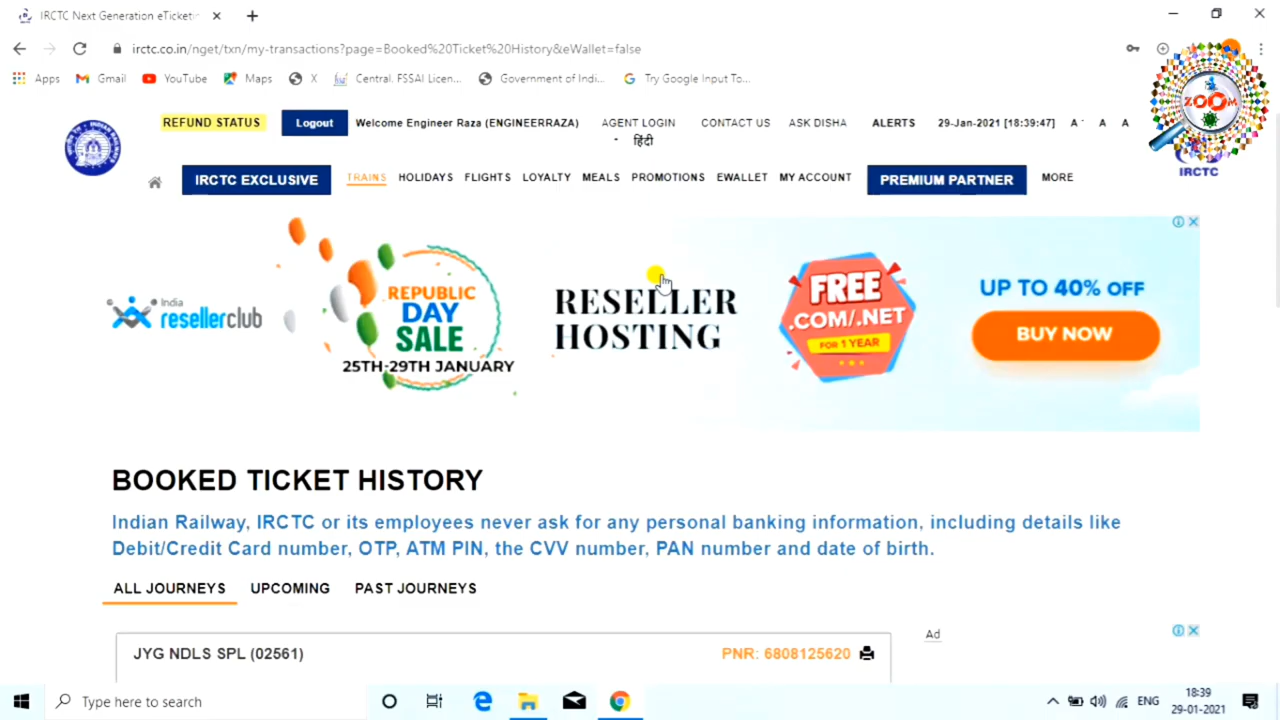 IRCTC Next Generation eTicketin
irctc.co.in/nget/txn/my-transactions?page=Booked%20Ticket%20History&eWallet=false
Apps Gmail YouTube Maps X Central. FSSAI Licen... Government of Indi... Try Google Input To...
ZOOM
REFUND STATUS Logout Welcome Engineer Raza (ENGINEERRAZA) AGENT LOGIN CONTACT US ASK DISHA ALERTS 29-Jan-2021 [18:39:47] A- A A
हिंदी
IRCTC
IRCTC EXCLUSIVE TRAINS HOLIDAYS FLIGHTS LOYALTY MEALS PROMOTIONS EWALLET MY ACCOUNT PREMIUM PARTNER MORE
India
resellerclub
REPUBLIC
DAY
SALE
25TH-29TH JANUARY
RESELLER
HOSTING
FREE
.COM/.NET
FOR 1 YEAR
UP TO 40% OFF
BUY NOW
BOOKED TICKET HISTORY
Indian Railway, IRCTC or its employees never ask for any personal banking information, including details like
Debit/Credit Card number, OTP, ATM PIN, the CVV number, PAN number and date of birth.
ALL JOURNEYS UPCOMING PAST JOURNEYS
Ad
JYG NDLS SPL (02561) PNR: 6808125620
Type here to search
ENG
18:39
29-01-2021